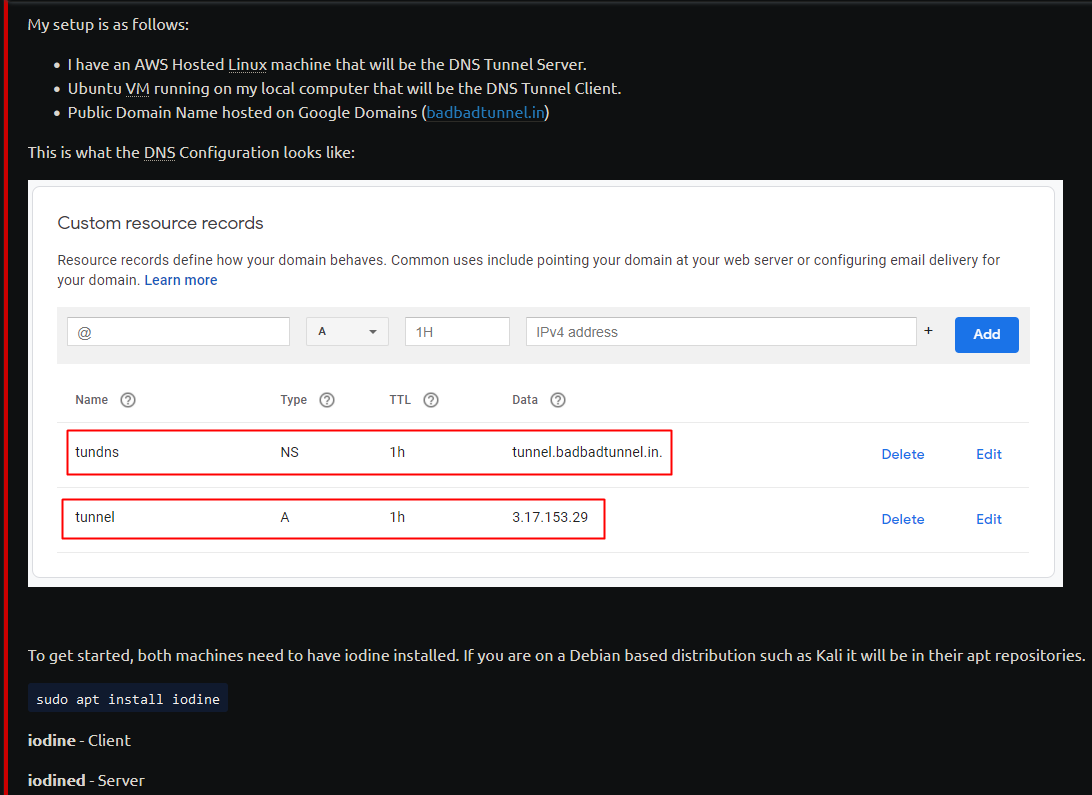 My setup is as follows:
• I have an AWS Hosted Linux machine that will be the DNS Tunnel Server.
• Ubuntu VM running on my local computer that will be the DNS Tunnel Client.
• Public Domain Name hosted on Google Domains (badbadtunnel.in)
This is what the DNS Configuration looks like:
Custom resource records
Resource records define how your domain behaves. Common uses include pointing your domain at your web server or configuring email delivery for
your domain. Learn more
@ A 1H IPv4 address + Add
Name ? Type ? TTL ? Data ?
tundns NS 1h tunnel.badbadtunnel.in. Delete Edit
tunnel A 1h 3.17.153.29 Delete Edit
To get started, both machines need to have iodine installed. If you are on a Debian based distribution such as Kali it will be in their apt repositories.
sudo apt install iodine
iodine - Client
iodined - Server